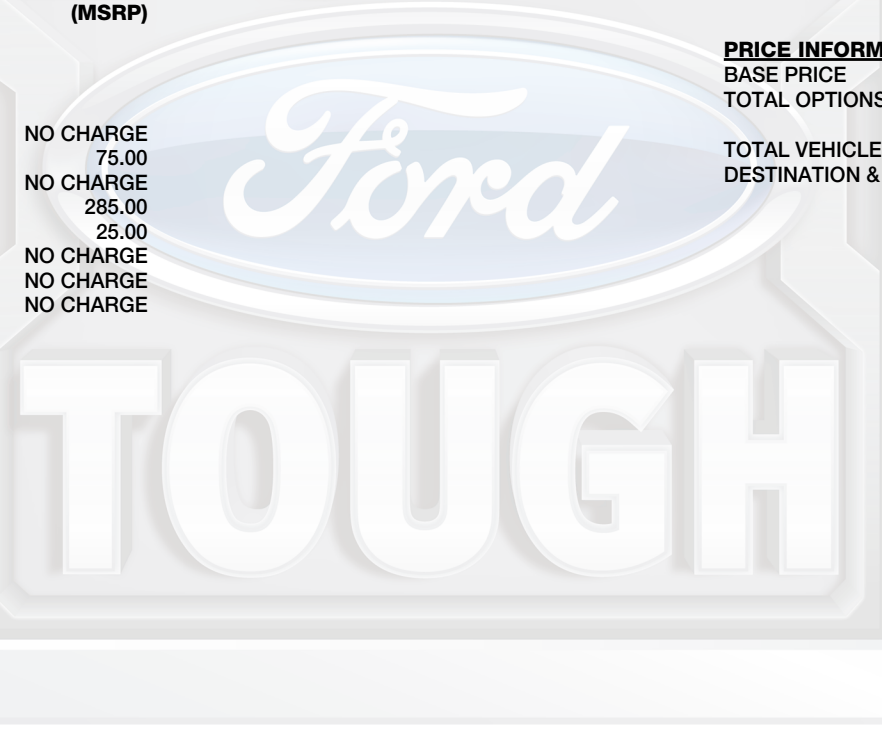 (MSRP)
NO CHARGE
75.00
NO CHARGE
285.00
25.00
NO CHARGE
NO CHARGE
NO CHARGE
PRICE INFORM
BASE PRICE
TOTAL OPTIONS
TOTAL VEHICLE
DESTINATION &
Ford
TOUGH